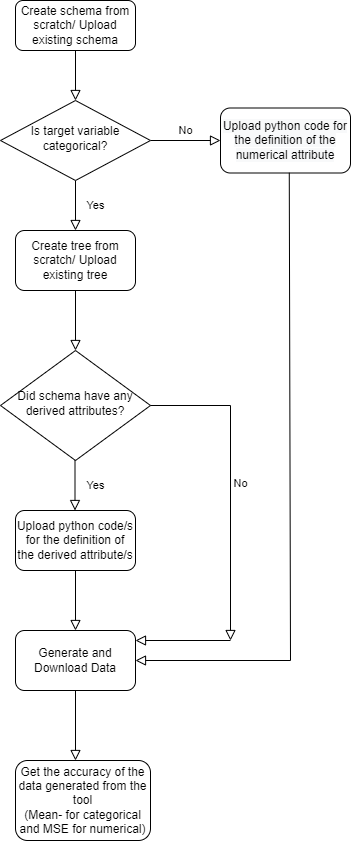 Create schema from
scratch/ Upload
existing schema
Is target variable
categorical?
No
Upload python code for
the definition of the
numerical attribute
Yes
Create tree from
scratch/ Upload
existing tree
Did schema have any
derived attributes?
Yes
No
Upload python code/s
for the definition of
the derived attribute/s
Generate and
Download Data
Get the accuracy of the
data generated from the
tool
(Mean- for categorical
and MSE for numerical)